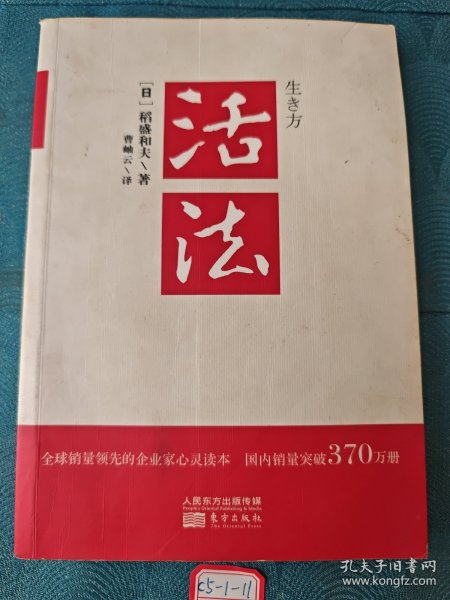 生き方
活
法
[日]稻盛和夫\著
曹岫云\译
全球销量领先的企业家心灵读本 国内销量突破370万册
人民东方出版传媒
People's Oriental Publishing & Media
东方出版社
The Oriental Press
c5-1-11
孔夫子旧书网
www.kongfz.com